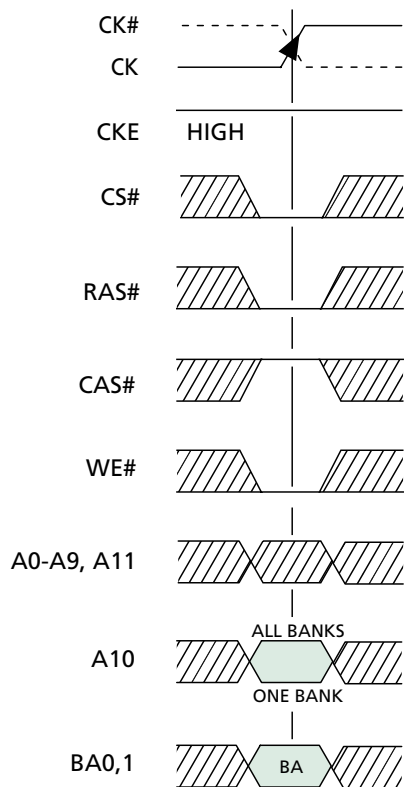 CK#
CK
CKE HIGH
CS#
RAS#
CAS#
WE#
A0-A9, A11
ALL BANKS
A10
ONE BANK
BA0,1 BA